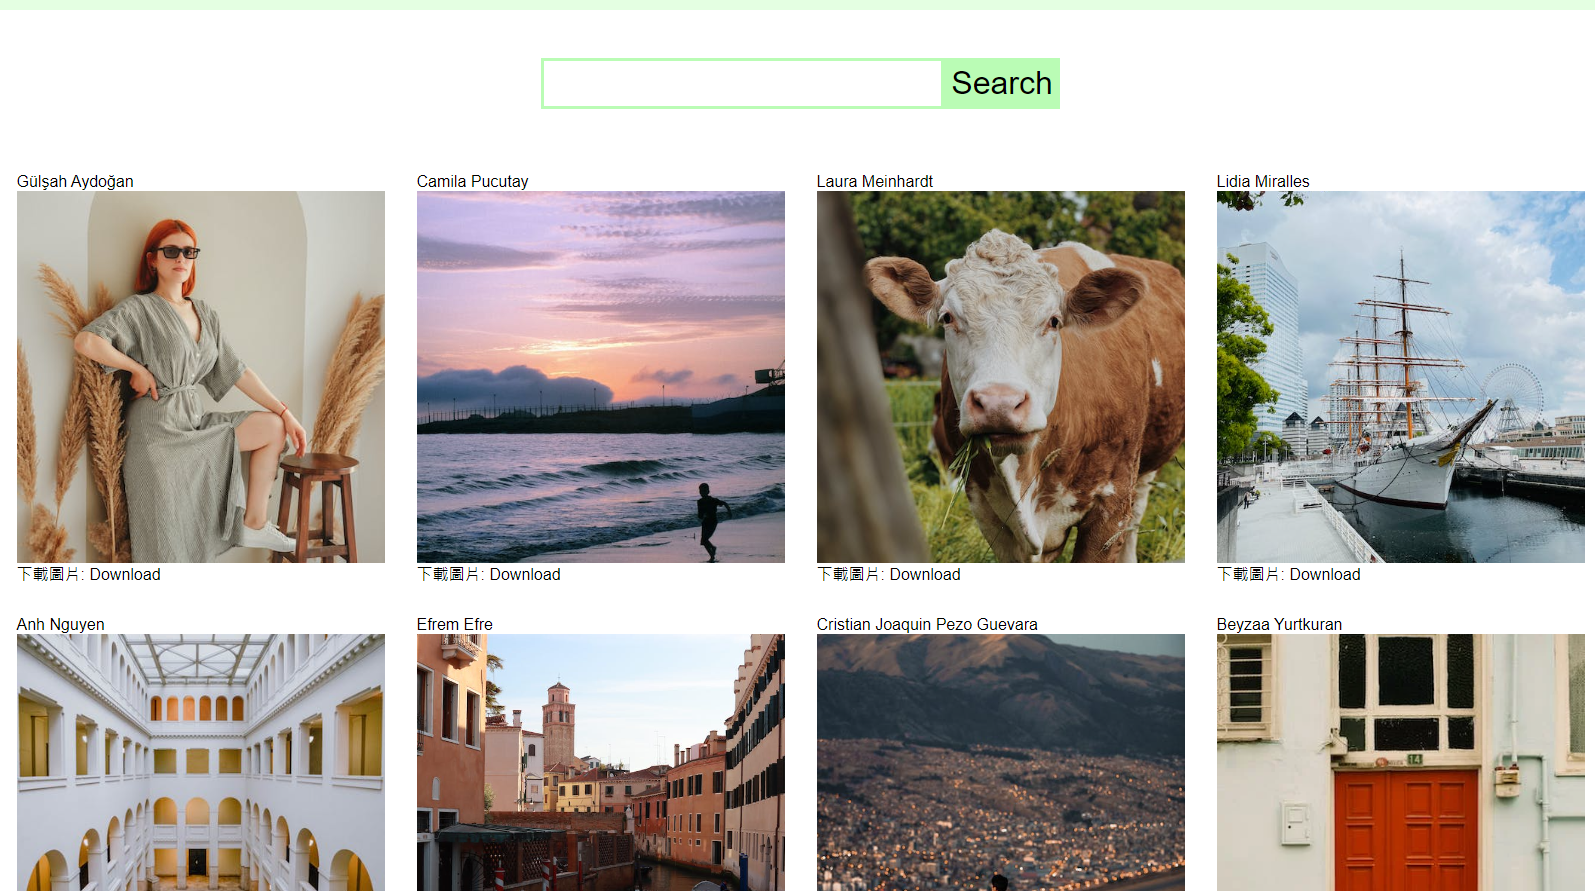 Search
Gülşah Aydoğan
Camila Pucutay
Laura Meinhardt
Lidia Miralles
下載圖片: Download
下載圖片: Download
下載圖片: Download
下載圖片: Download
Anh Nguyen
Efrem Efre
Cristian Joaquin Pezo Guevara
Beyzaa Yurtkuran
14